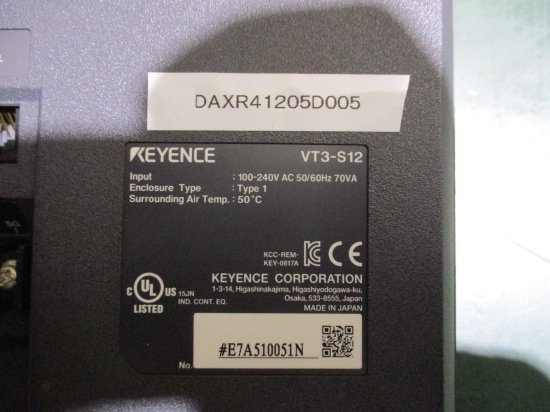 DAXR41205D005
KEYENCE VT3-S12
Input : 100-240V AC 50/60Hz 70VA
Enclosure Type : Type 1
Surrounding Air Temp. : 50°C
KCC-REM-
KEY-0817A
CE
KEYENCE CORPORATION
1-3-14, Higashinakajima, Higashiyodogawa-ku,
Osaka, 533-8555, Japan
MADE IN JAPAN
C UL US
LISTED
15JN
IND. CONT. EQ.
No. #E7A510051N